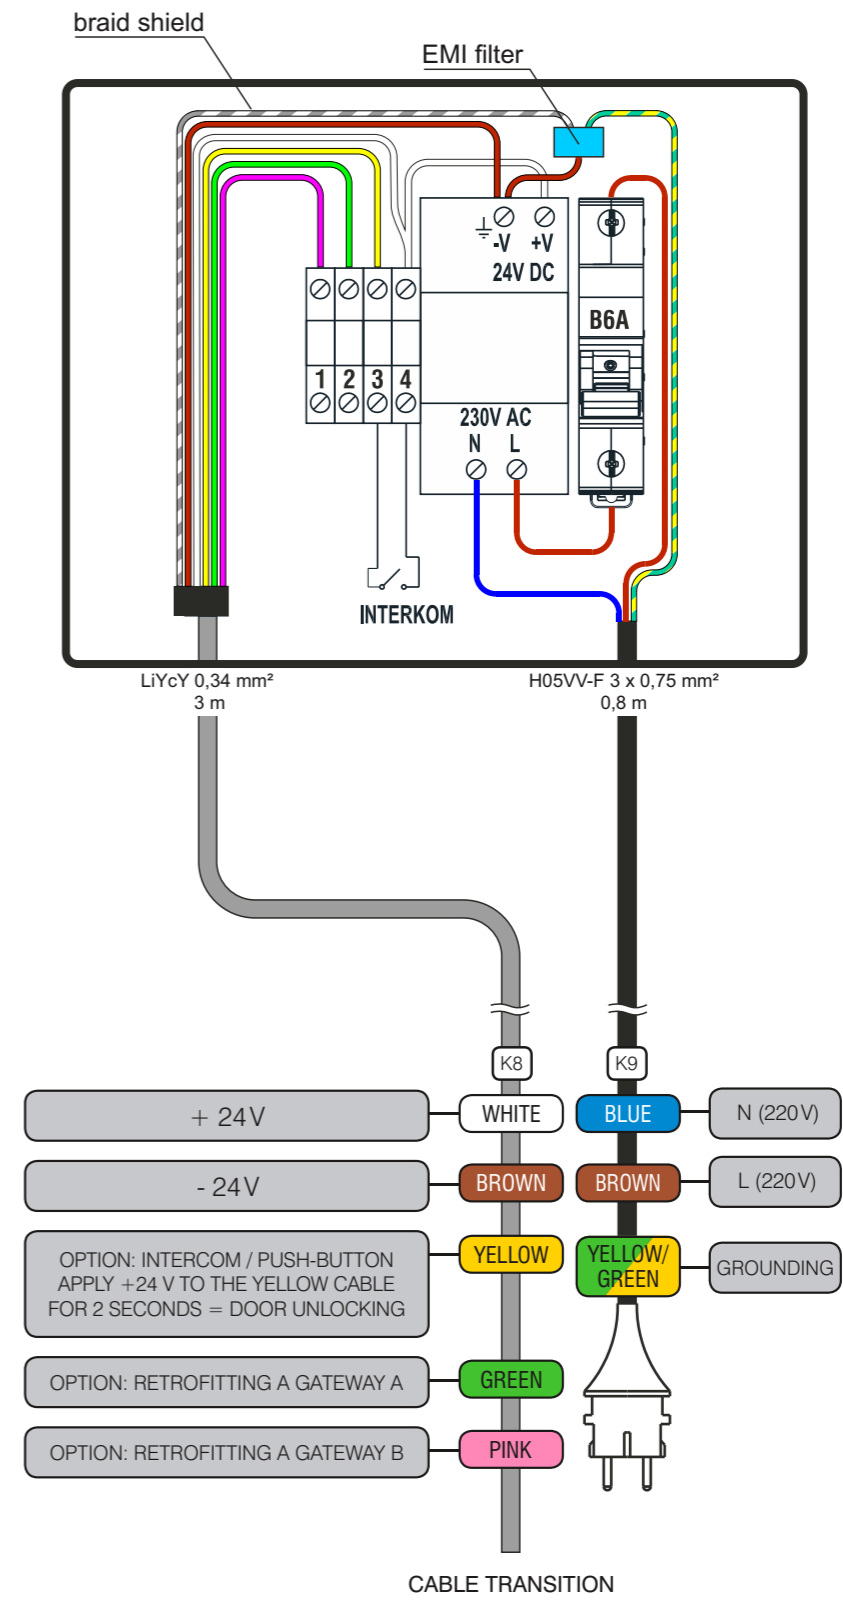 braid shield
EMI filter
-V +V
24V DC
B6A
1 2 3 4
230V AC
N L
INTERKOM
LiYcY 0,34 mm²
3 m
H05VV-F 3 x 0,75 mm²
0,8 m
K8
K9
+ 24V
WHITE
BLUE
N (220V)
- 24V
BROWN
BROWN
L (220V)
OPTION: INTERCOM / PUSH-BUTTON
APPLY +24 V TO THE YELLOW CABLE
FOR 2 SECONDS = DOOR UNLOCKING
YELLOW
YELLOW/
GREEN
GROUNDING
OPTION: RETROFITTING A GATEWAY A
GREEN
OPTION: RETROFITTING A GATEWAY B
PINK
CABLE TRANSITION